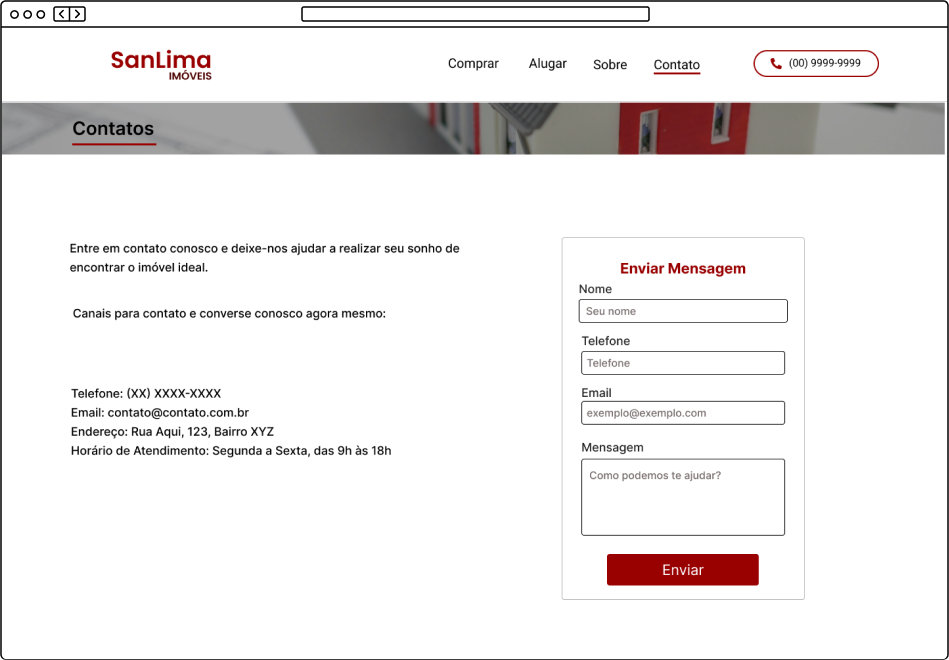 SanLima
IMÓVEIS
Comprar Alugar Sobre Contato (00) 9999-9999
Contatos
Entre em contato conosco e deixe-nos ajudar a realizar seu sonho de
encontrar o imóvel ideal.
Canais para contato e converse conosco agora mesmo:
Telefone: (XX) XXXX-XXXX
Email: contato@contato.com.br
Endereço: Rua Aqui, 123, Bairro XYZ
Horário de Atendimento: Segunda a Sexta, das 9h às 18h
Enviar Mensagem
Nome
Seu nome
Telefone
Telefone
Email
exemplo@exemplo.com
Mensagem
Como podemos te ajudar?
Enviar